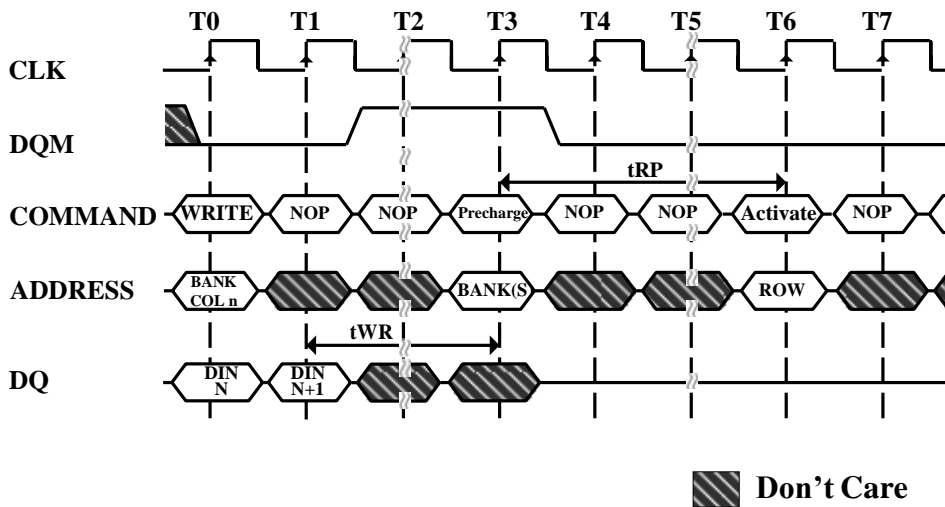 T0 T1 T2 T3 T4 T5 T6 T7
CLK
DQM
tRP
COMMAND WRITE NOP NOP Precharge NOP NOP Activate NOP
ADDRESS BANK COL n BANK(S ROW
tWR
DQ DIN N DIN N+1
Don't Care